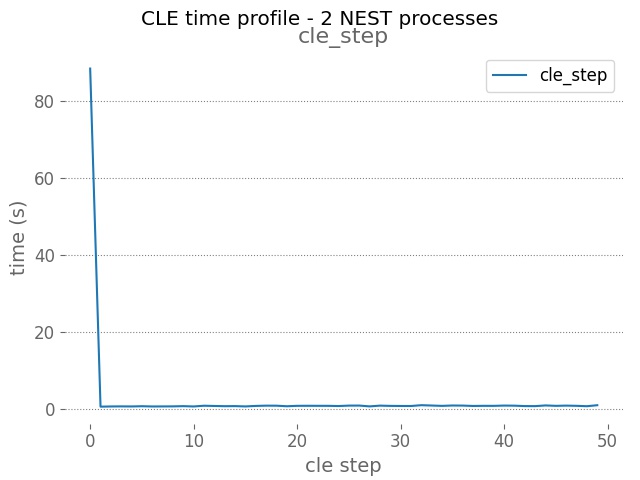 CLE time profile - 2 NEST processes
cle_step
cle_step
80
60
40
20
0
time (s)
0 10 20 30 40 50
cle step